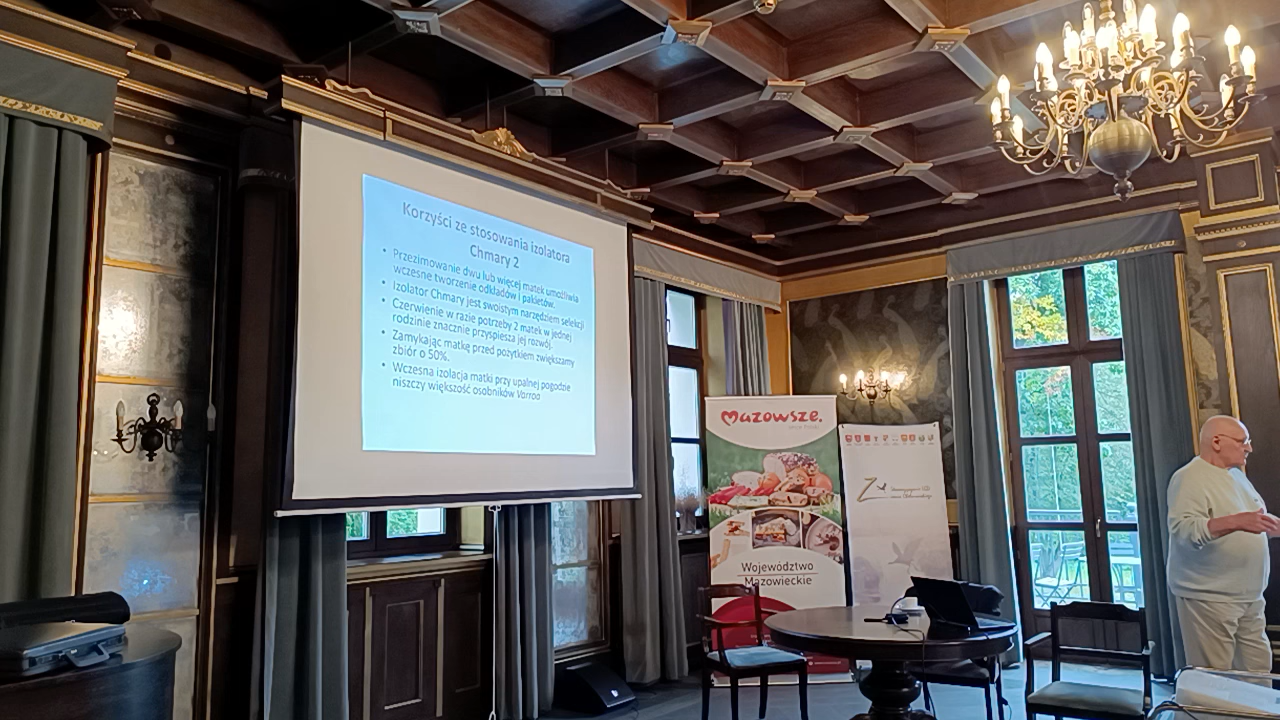 Korzyści ze stosowania izolatora
Chmary 2
• Przezimowanie dwu lub więcej matek umożliwia
wczesne tworzenie odkładów i pakietów.
• Izolator Chmary jest swoistym narzędziem selekcji
• Czerwienie w razie potrzeby 2 matek w jednej
rodzinie znacznie przyspiesza jej rozwój.
• Zamykając matkę przed pożytkiem zwiększamy
zbiór o 50%.
• Wczesna izolacja matki przy upalnej pogodzie
niszczy większość osobników Varroa
mazowsze.
Województwo
Mazowieckie